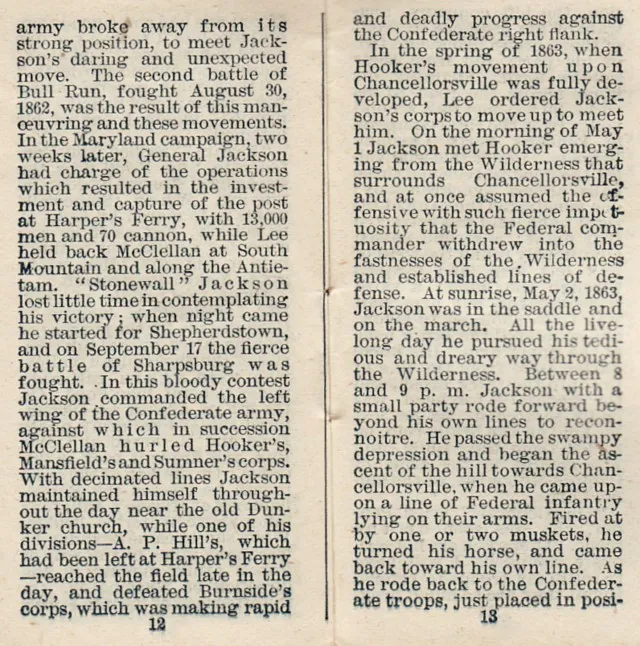 army broke away from its
strong position, to meet Jack-
son's daring and unexpected
move. The second battle of
Bull Run, fought August 30,
1862, was the result of this man-
œuvring and these movements.
In the Maryland campaign, two
weeks later, General Jackson
had charge of the operations
which resulted in the invest-
ment and capture of the post
at Harper's Ferry, with 13,000
men and 70 cannon, while Lee
held back McClellan at South
Mountain and along the Antie-
tam. "Stonewall" Jackson
lost little time in contemplating
his victory; when night came
he started for Shepherdstown,
and on September 17 the fierce
battle of Sharpsburg was
fought. In this bloody contest
Jackson commanded the left
wing of the Confederate army,
against which in succession
McClellan hurled Hooker's,
Mansfield's and Sumner's corps.
With decimated lines Jackson
maintained himself through-
out the day near the old Dun-
ker church, while one of his
divisions—A. P. Hill's, which
had been left at Harper's Ferry
—reached the field late in the
day, and defeated Burnside's
corps, which was making rapid
12
and deadly progress against
the Confederate right flank.
In the spring of 1863, when
Hooker's movement upon
Chancellorsville was fully de-
veloped, Lee ordered Jack-
son's corps to move up to meet
him. On the morning of May
1 Jackson met Hooker emerg-
ing from the Wilderness that
surrounds Chancellorsville,
and at once assumed the of-
fensive with such fierce impet-
uosity that the Federal com-
mander withdrew into the
fastnesses of the Wilderness
and established lines of de-
fense. At sunrise, May 2, 1863,
Jackson was in the saddle and
on the march. All the live-
long day he pursued his tedi-
ous and dreary way through
the Wilderness. Between 8
and 9 p. m. Jackson with a
small party rode forward be-
yond his own lines to recon-
noitre. He passed the swampy
depression and began the as-
cent of the hill towards Chan-
cellorsville, when he came up-
on a line of Federal infantry
lying on their arms. Fired at
by one or two muskets, he
turned his horse, and came
back toward his own line. As
he rode back to the Confeder-
ate troops, just placed in posi-
13